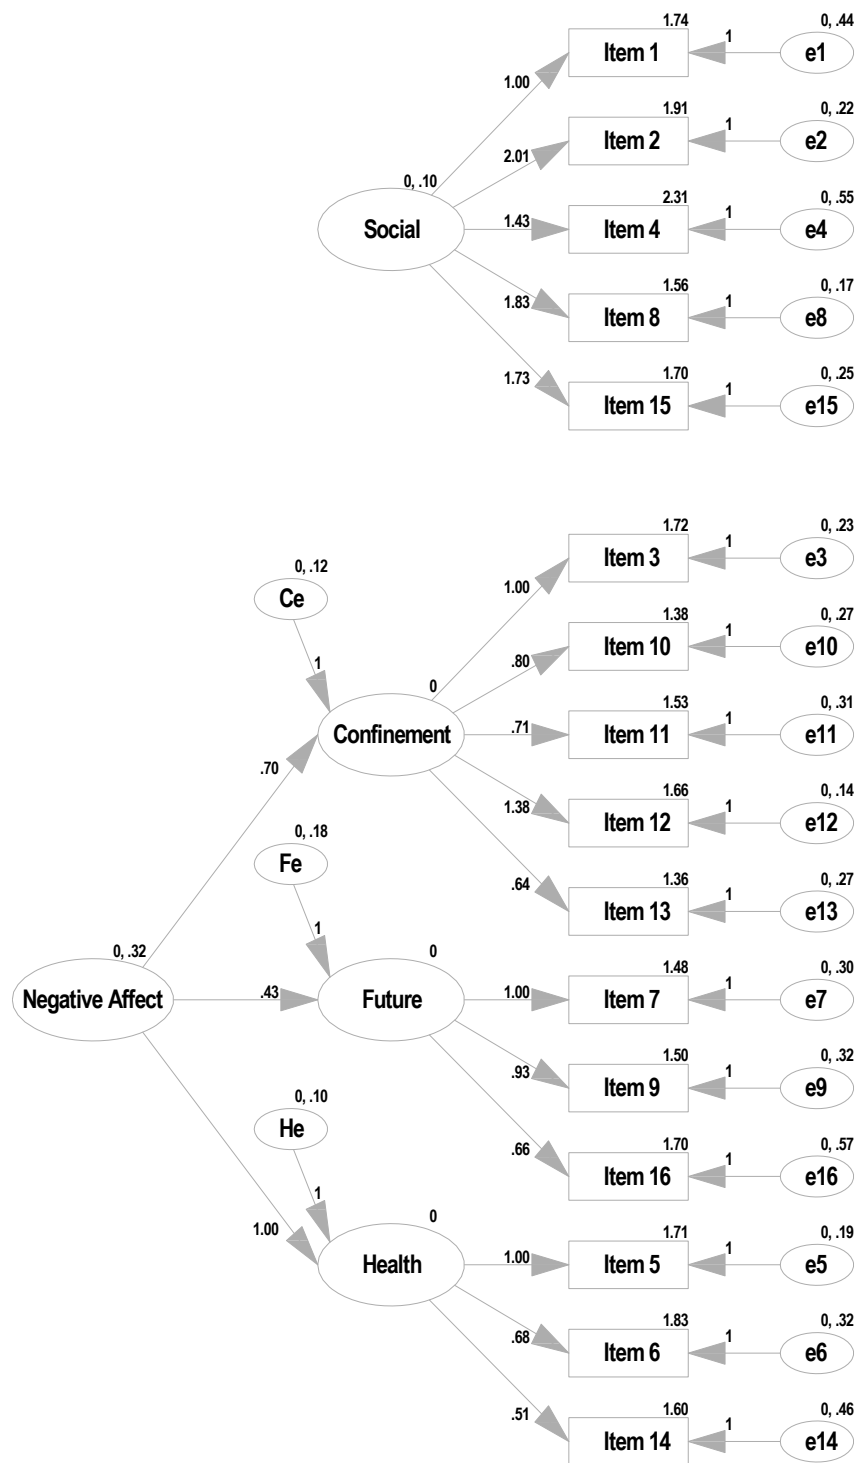 1.74 0, .44
Item 1 1 e1
1.00
1.91 0, .22
Item 2 1 e2
2.01
0, .10
2.31 0, .55
Social 1.43 Item 4 1 e4
1.56 0, .17
1.83 Item 8 1 e8
1.70 0, .25
1.73 Item 15 1 e15
1.72 0, .23
Item 3 1 e3
0, .12
Ce
1.00
1.38 0, .27
.80 Item 10 1 e10
1
0
1.53 0, .31
Confinement .71 Item 11 1 e11
.70
1.66 0, .14
1.38 Item 12 1 e12
0, .18
Fe
1.36 0, .27
.64 Item 13 1 e13
1
0, .32 0 1.48 0, .30
Negative Affect .43 Future 1.00 Item 7 1 e7
1.50 0, .32
.93 Item 9 1 e9
0, .10
He
1.70 0, .57
.66 Item 16 1 e16
1
0 1.71 0, .19
1.00 Health 1.00 Item 5 1 e5
1.83 0, .32
.68 Item 6 1 e6
1.60 0, .46
.51 Item 14 1 e14